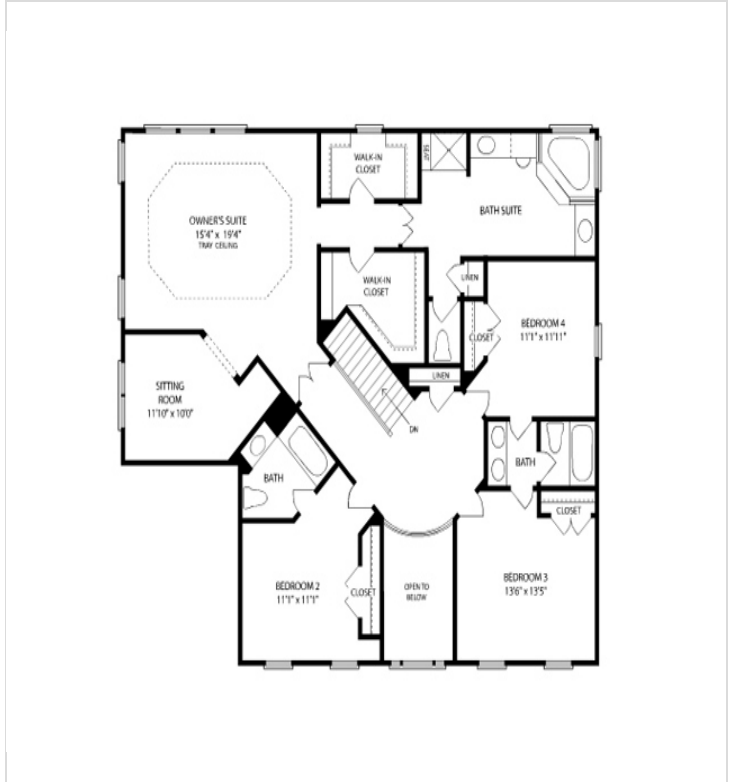 WALK-IN
CLOSET
SEAT
OWNER'S SUITE
15'4" x 19'4"
TRAY CEILING
BATH SUITE
WALK-IN
CLOSET
LINEN
BEDROOM 4
11'1" x 11'11"
CLOSET
LINEN
SITTING
ROOM
11'10" x 10'0"
DN
BATH
BATH
CLOSET
BEDROOM 2
11'1" x 11'1"
CLOSET
OPEN TO
BELOW
BEDROOM 3
13'6" x 13'5"